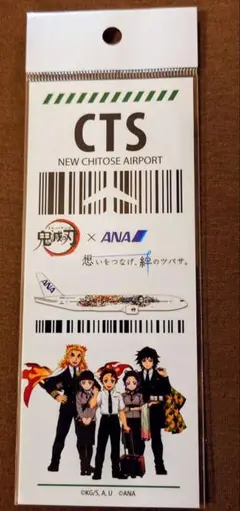 CTS
NEW CHITOSE AIRPORT
鬼滅の刃 × ANA
想いをつなげ、絆のツバサ。
ANA
©KG/S, A, U ©ANA